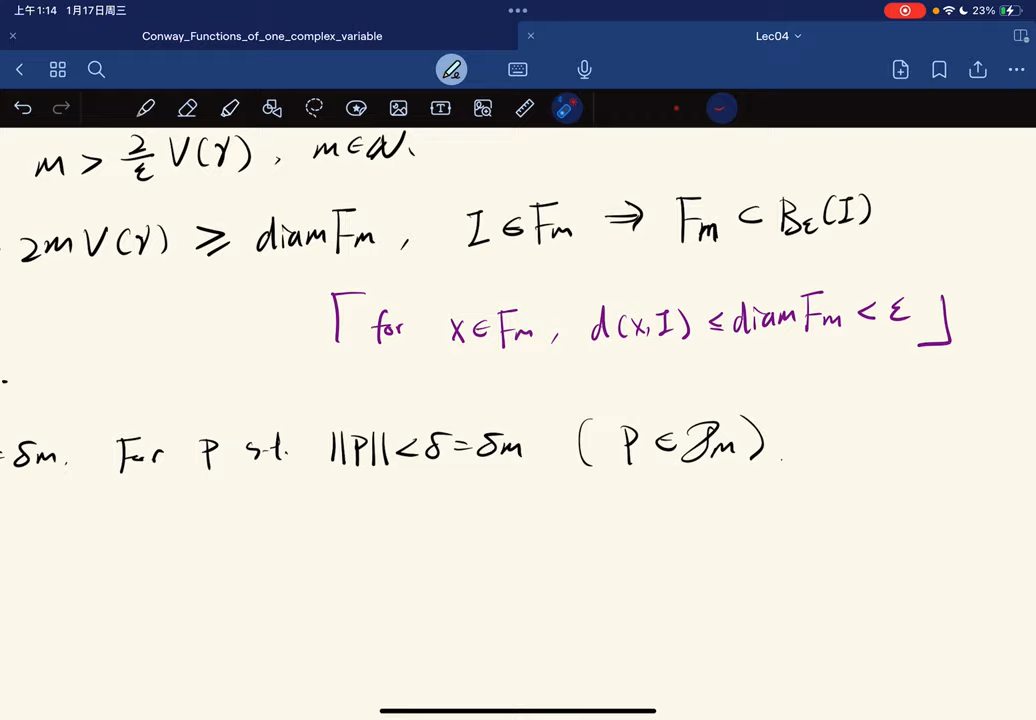 上午1:14 1月17日周三
23%
Conway_Functions_of_one_complex_variable
Lec04
m > 2/ε V(γ), m∈ℕ.
2m V(γ) ≥ diam Fm, I ∈ Fm ⇒ Fm ⊂ Bε(I)
⌈ for x ∈ Fm, d(x, I) ≤ diam Fm < ε ⌋
= δm. For P s.t. ||P|| < δ = δm (P ∈ 𝒫m).